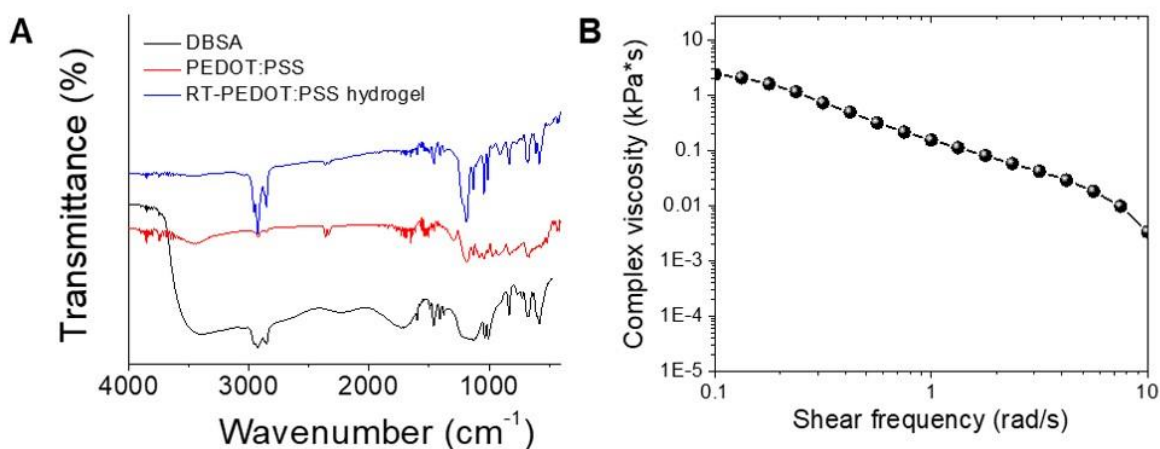 A
DBSA
PEDOT:PSS
RT-PEDOT:PSS hydrogel
Transmittance (%)
4000 3000 2000 1000
Wavenumber (cm⁻¹)
B
Complex viscosity (kPa*s)
10
1
0.1
0.01
1E-3
1E-4
1E-5
0.1 1 10
Shear frequency (rad/s)